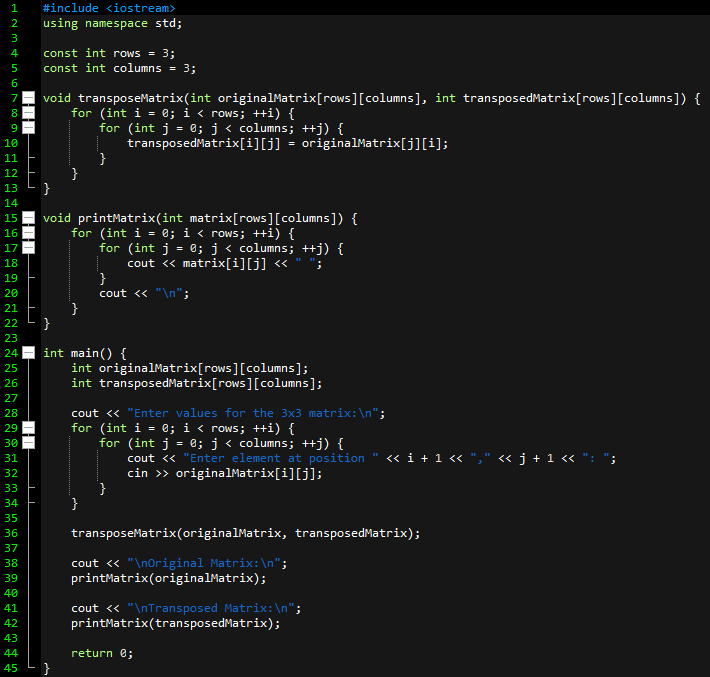 1 #include <iostream>
2 using namespace std;
3
4 const int rows = 3;
5 const int columns = 3;
6
7 void transposeMatrix(int originalMatrix[rows][columns], int transposedMatrix[rows][columns]) {
8     for (int i = 0; i < rows; ++i) {
9         for (int j = 0; j < columns; ++j) {
10             transposedMatrix[i][j] = originalMatrix[j][i];
11         }
12     }
13 }
14
15 void printMatrix(int matrix[rows][columns]) {
16     for (int i = 0; i < rows; ++i) {
17         for (int j = 0; j < columns; ++j) {
18             cout << matrix[i][j] << " ";
19         }
20         cout << "\n";
21     }
22 }
23
24 int main() {
25     int originalMatrix[rows][columns];
26     int transposedMatrix[rows][columns];
27
28     cout << "Enter values for the 3x3 matrix:\n";
29     for (int i = 0; i < rows; ++i) {
30         for (int j = 0; j < columns; ++j) {
31             cout << "Enter element at position " << i + 1 << "," << j + 1 << ": ";
32             cin >> originalMatrix[i][j];
33         }
34     }
35
36     transposeMatrix(originalMatrix, transposedMatrix);
37
38     cout << "\nOriginal Matrix:\n";
39     printMatrix(originalMatrix);
40
41     cout << "\nTransposed Matrix:\n";
42     printMatrix(transposedMatrix);
43
44     return 0;
45 }